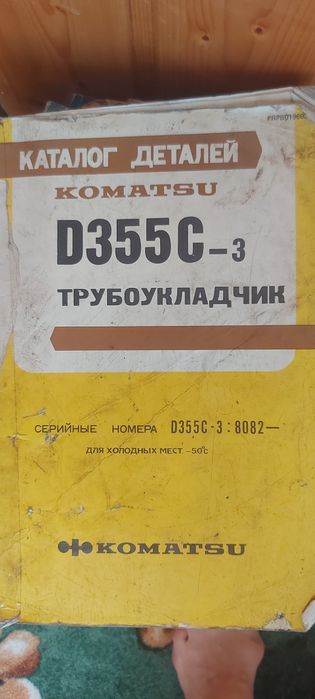 КАТАЛОГ ДЕТАЛЕЙ
KOMATSU
D355C-3
ТРУБОУКЛАДЧИК
СЕРИЙНЫЕ НОМЕРА D355C-3:8082—
ДЛЯ ХОЛОДНЫХ МЕСТ -50°С
KOMATSU